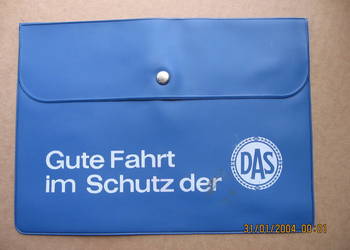 Gute Fahrt
im Schutz der DAS
31/01/2004 00:01